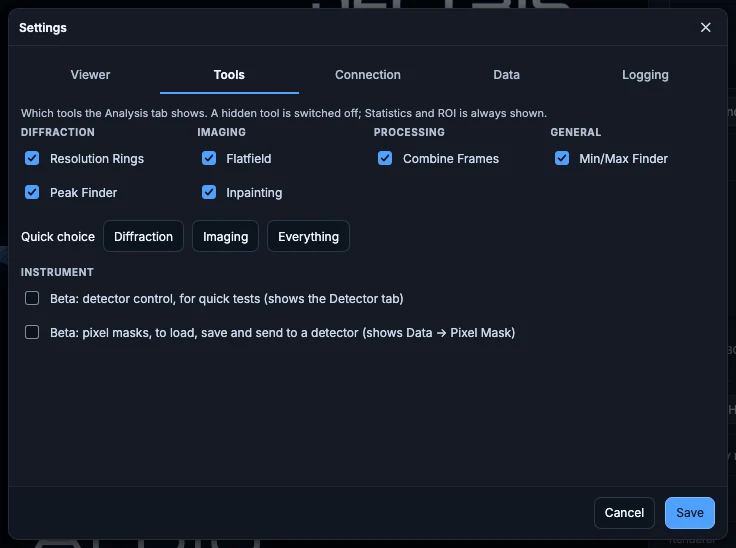 Settings
Viewer Tools Connection Data Logging
Which tools the Analysis tab shows. A hidden tool is switched off; Statistics and ROI is always shown.
DIFFRACTION IMAGING PROCESSING GENERAL
Resolution Rings Flatfield Combine Frames Min/Max Finder
Peak Finder Inpainting
Quick choice Diffraction Imaging Everything
INSTRUMENT
Beta: detector control, for quick tests (shows the Detector tab)
Beta: pixel masks, to load, save and send to a detector (shows Data → Pixel Mask)
Cancel Save
Renderer